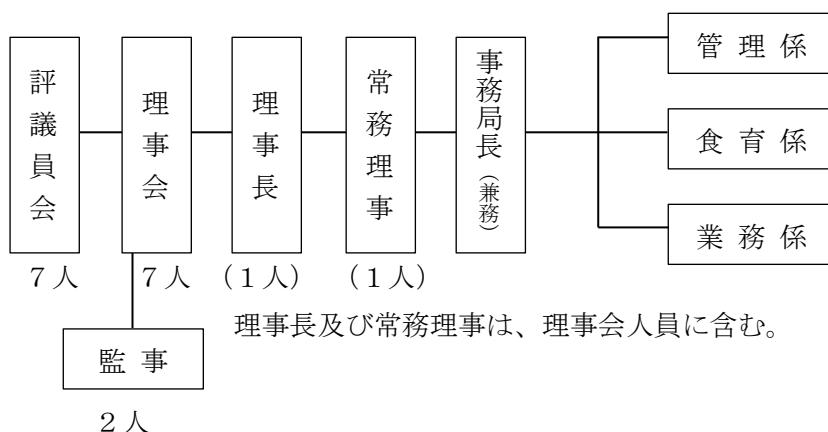 評議員会
理事会
理事長
常務理事
事務局長（兼務）
管理係
食育係
業務係
７人
７人
（１人）
（１人）
理事長及び常務理事は、理事会人員に含む。
監事
２人